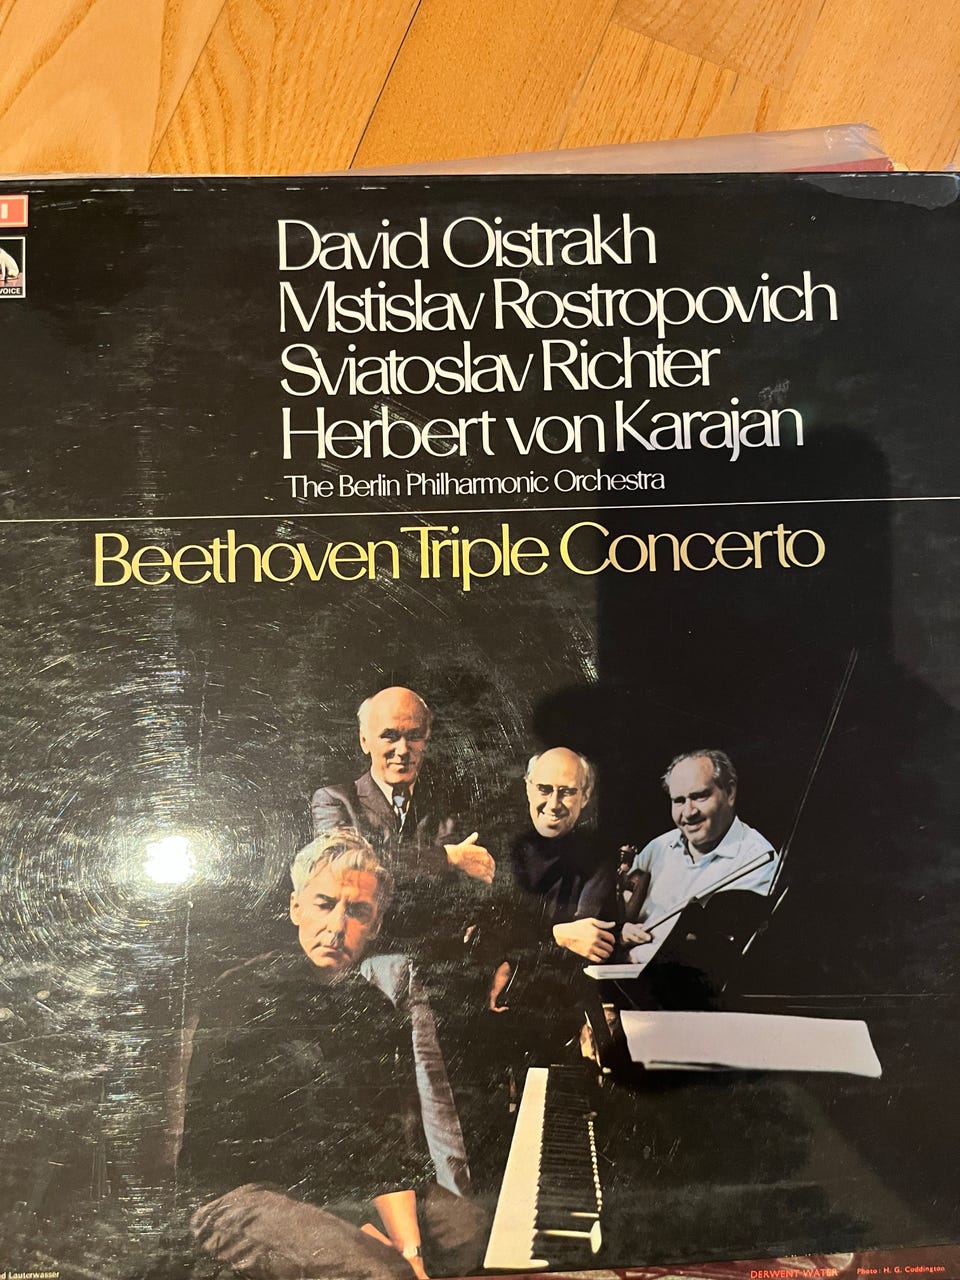 I
VOICE
David Oistrakh
Mstislav Rostropovich
Sviatoslav Richter
Herbert von Karajan
The Berlin Philharmonic Orchestra
Beethoven Triple Concerto
d Lauterwasser
DERWENT WATER
Photo: H. G. Coddington